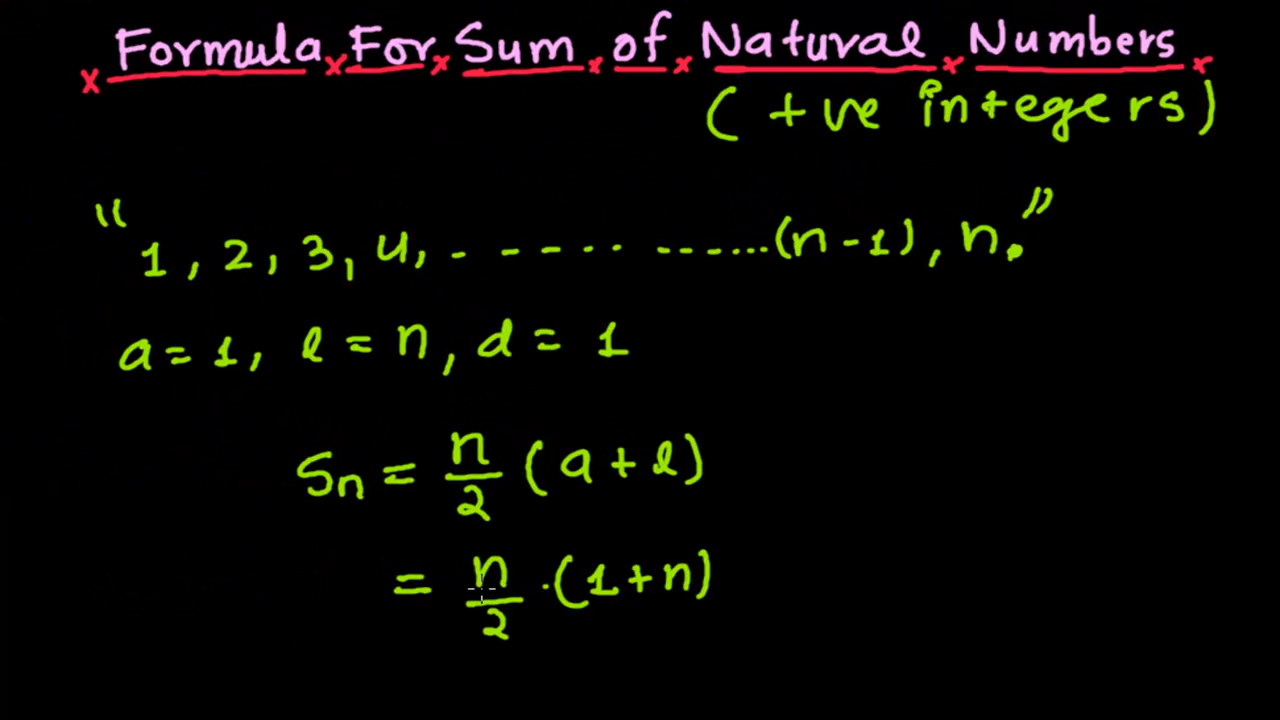 Formula For Sum of Natural Numbers
( +ve integers)
“ 1, 2, 3, 4, - - - - .. - - - ...(n-1), n. ”
a = 1, l = n, d = 1
Sn = n/2 (a + l)
= n/2 · (1 + n)